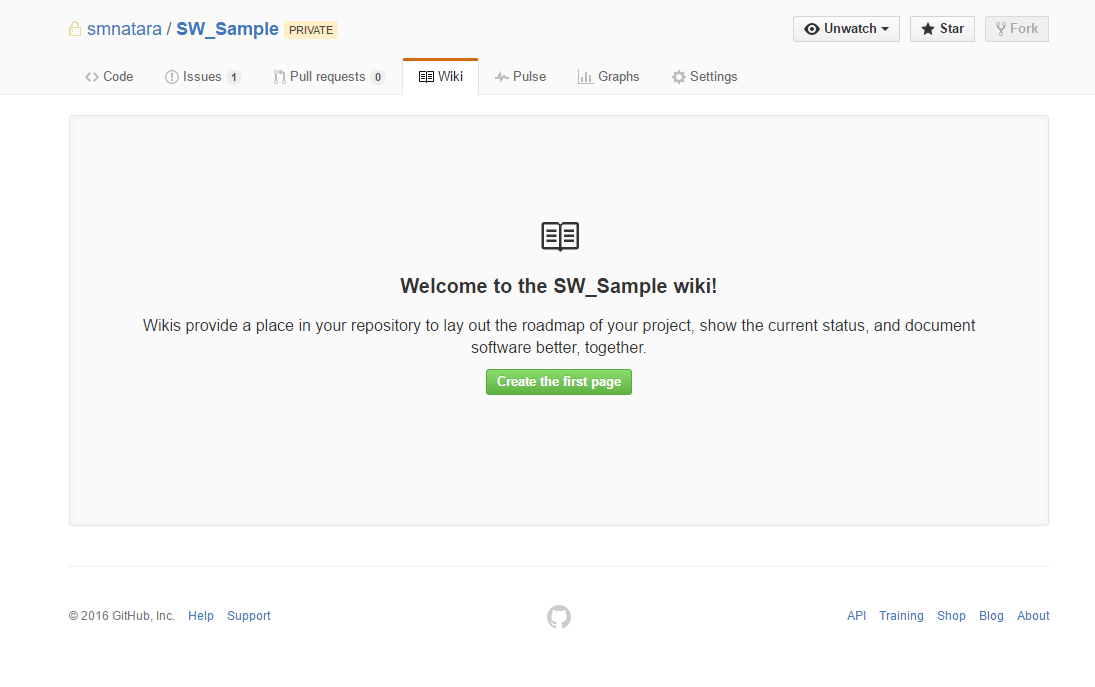 smnatara / SW_Sample PRIVATE Unwatch Star Fork
Code Issues 1 Pull requests 0 Wiki Pulse Graphs Settings
Welcome to the SW_Sample wiki!
Wikis provide a place in your repository to lay out the roadmap of your project, show the current status, and document
software better, together.
Create the first page
© 2016 GitHub, Inc. Help Support API Training Shop Blog About